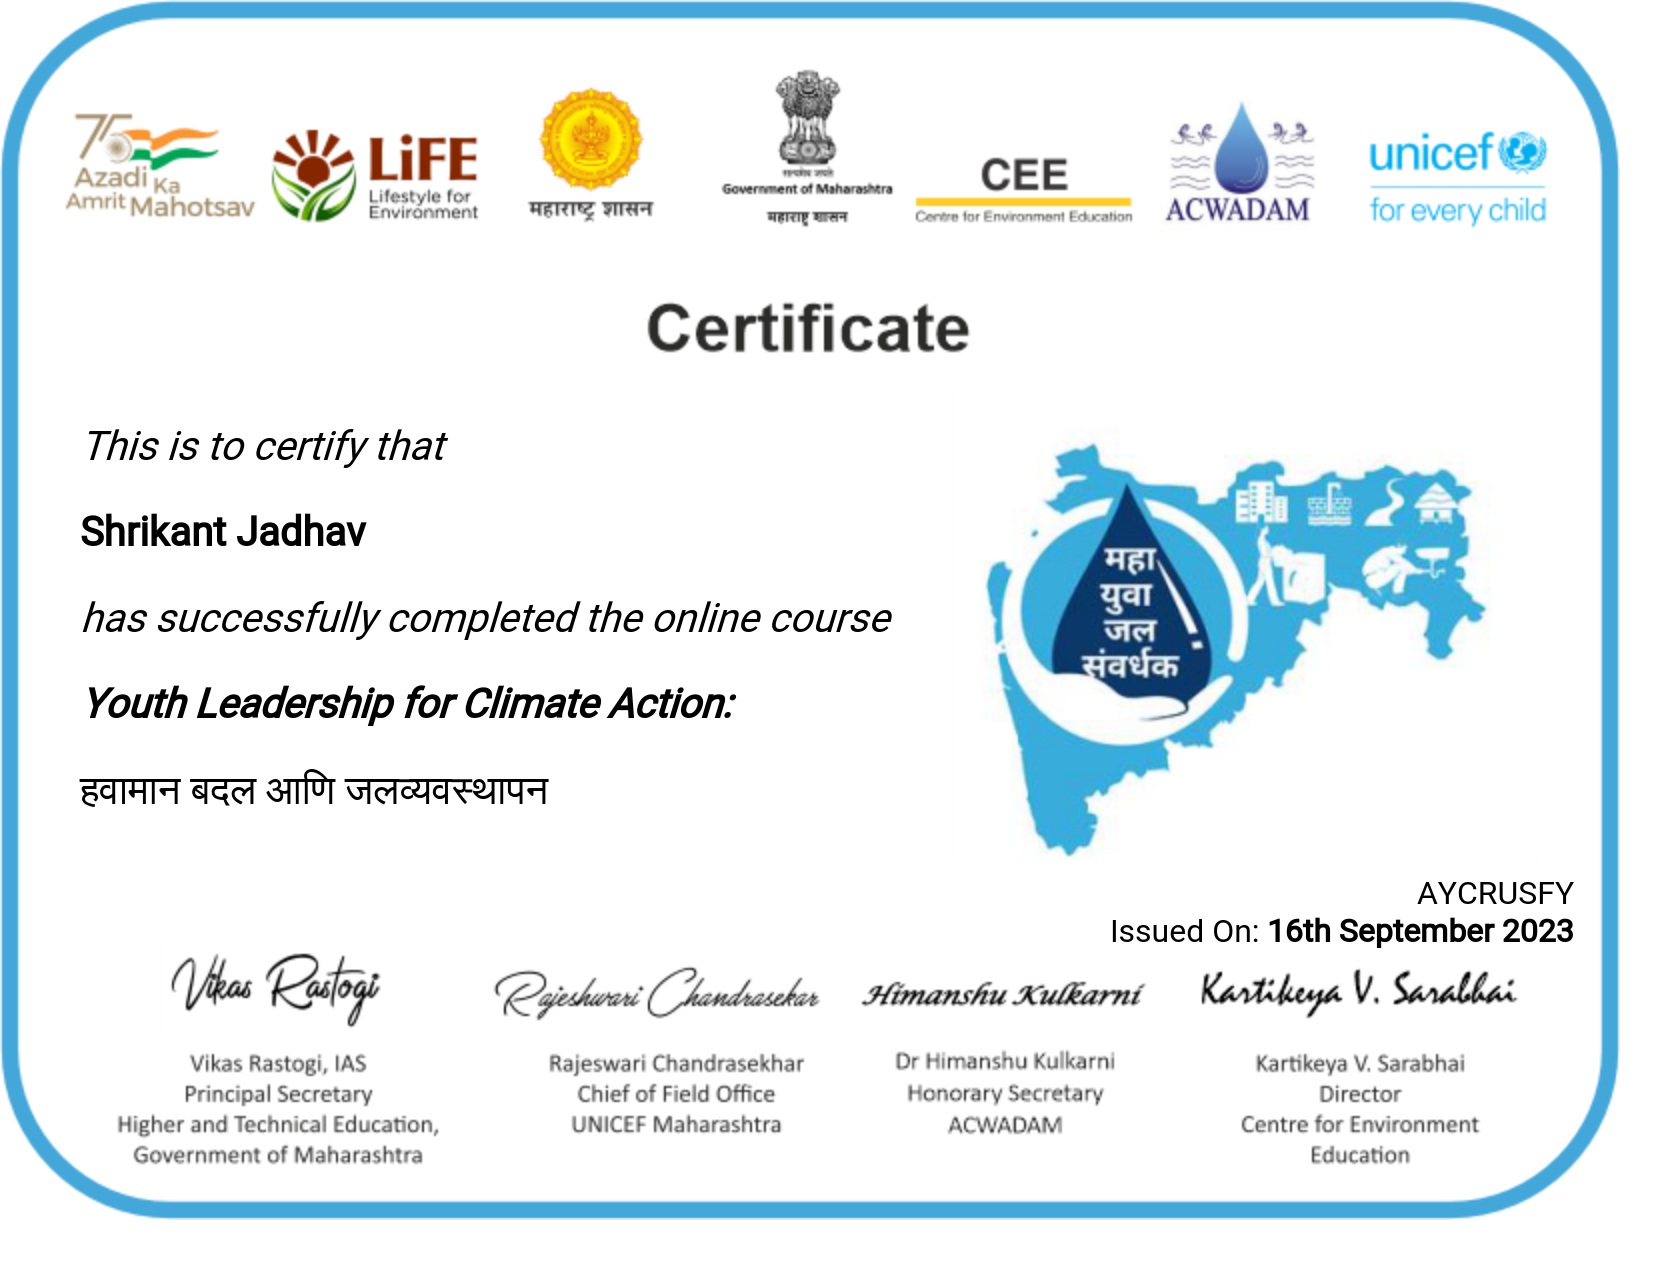 75
Azadi Ka
Amrit Mahotsav
LiFE
Lifestyle for
Environment
महाराष्ट्र शासन
सत्यमेव जयते
Government of Maharashtra
महाराष्ट्र शासन
CEE
Centre for Environment Education
ACWADAM
unicef
for every child
Certificate
This is to certify that
Shrikant Jadhav
has successfully completed the online course
Youth Leadership for Climate Action:
हवामान बदल आणि जलव्यवस्थापन
महा
युवा
जल
संवर्धक
AYCRUSFY
Issued On: 16th September 2023
Vikas Rastogi
Rajeshwari Chandrasekar
Himanshu Kulkarni
Kartikeya V. Sarabhai
Vikas Rastogi, IAS
Principal Secretary
Higher and Technical Education,
Government of Maharashtra
Rajeswari Chandrasekhar
Chief of Field Office
UNICEF Maharashtra
Dr Himanshu Kulkarni
Honorary Secretary
ACWADAM
Kartikeya V. Sarabhai
Director
Centre for Environment
Education